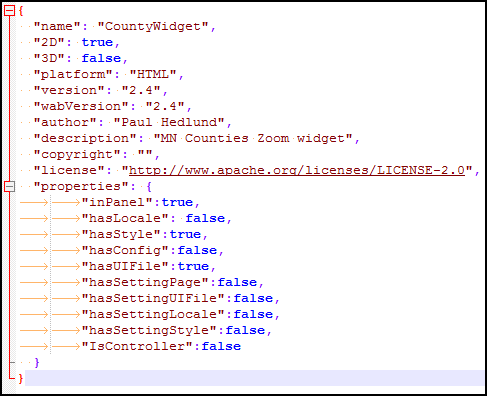 {
"name": "CountyWidget",
"2D": true,
"3D": false,
"platform": "HTML",
"version": "2.4",
"wabVersion": "2.4",
"author": "Paul Hedlund",
"description": "MN Counties Zoom widget",
"copyright": "",
"license": "http://www.apache.org/licenses/LICENSE-2.0",
"properties": {
"inPanel":true,
"hasLocale": false,
"hasStyle":true,
"hasConfig":false,
"hasUIFile":true,
"hasSettingPage":false,
"hasSettingUIFile":false,
"hasSettingLocale":false,
"hasSettingStyle":false,
"IsController":false
}
}